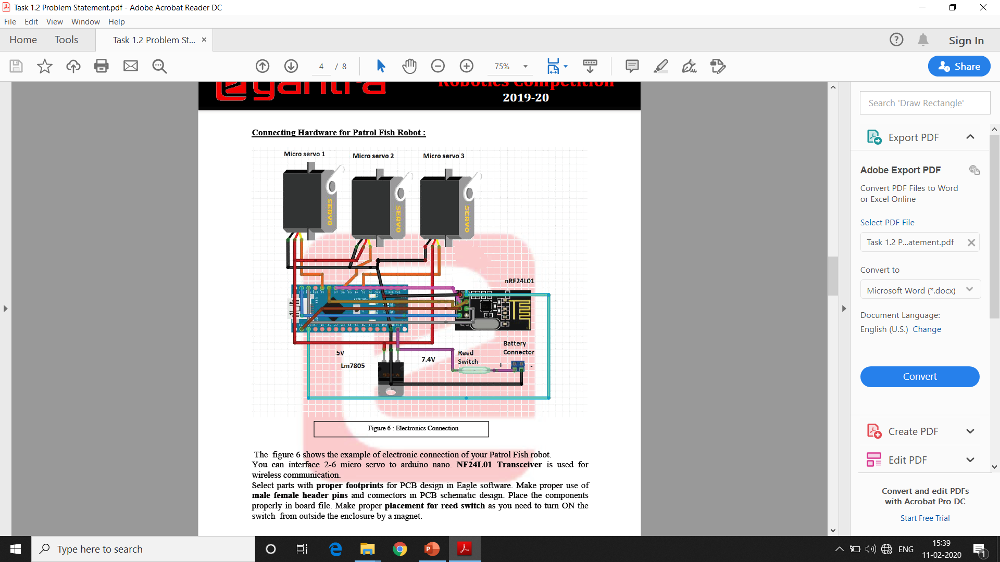 Task 1.2 Problem Statement.pdf - Adobe Acrobat Reader DC
File Edit View Window Help
Home Tools Task 1.2 Problem St... ×
? Sign In
4 / 8 75% Share
yantra Robotics Competition
2019-20
Connecting Hardware for Patrol Fish Robot :
Micro servo 1 Micro servo 2 Micro servo 3
SERVO SERVO SERVO
nRF24L01
ARDUINO
5V
Lm7805
7.4V
Reed
Switch
Battery
Connector
+ -
Figure 6 : Electronics Connection
The figure 6 shows the example of electronic connection of your Patrol Fish robot.
You can interface 2-6 micro servo to arduino nano. NF24L01 Transceiver is used for
wireless communication.
Select parts with proper footprints for PCB design in Eagle software. Make proper use of
male female header pins and connectors in PCB schematic design. Place the components
properly in board file. Make proper placement for reed switch as you need to turn ON the
switch from outside the enclosure by a magnet.
Search 'Draw Rectangle'
Export PDF
Adobe Export PDF
Convert PDF Files to Word
or Excel Online
Select PDF File
Task 1.2 P...atement.pdf
Convert to
Microsoft Word (*.docx)
Document Language:
English (U.S.) Change
Convert
Create PDF
Edit PDF
Convert and edit PDFs
with Acrobat Pro DC
Start Free Trial
Type here to search
ENG
15:39
11-02-2020
1